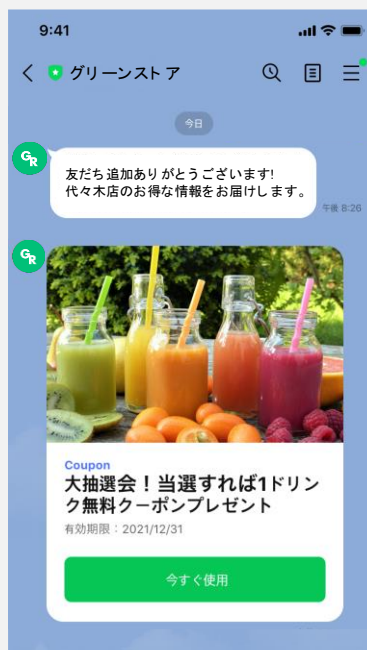 9:41
グリーンストア
今日
GR
友だち追加ありがとうございます!
代々木店のお得な情報をお届けします。
午後 8:26
GR
Coupon
大抽選会！当選すれば1ドリン
ク無料クーポンプレゼント
有効期限：2021/12/31
今すぐ使用